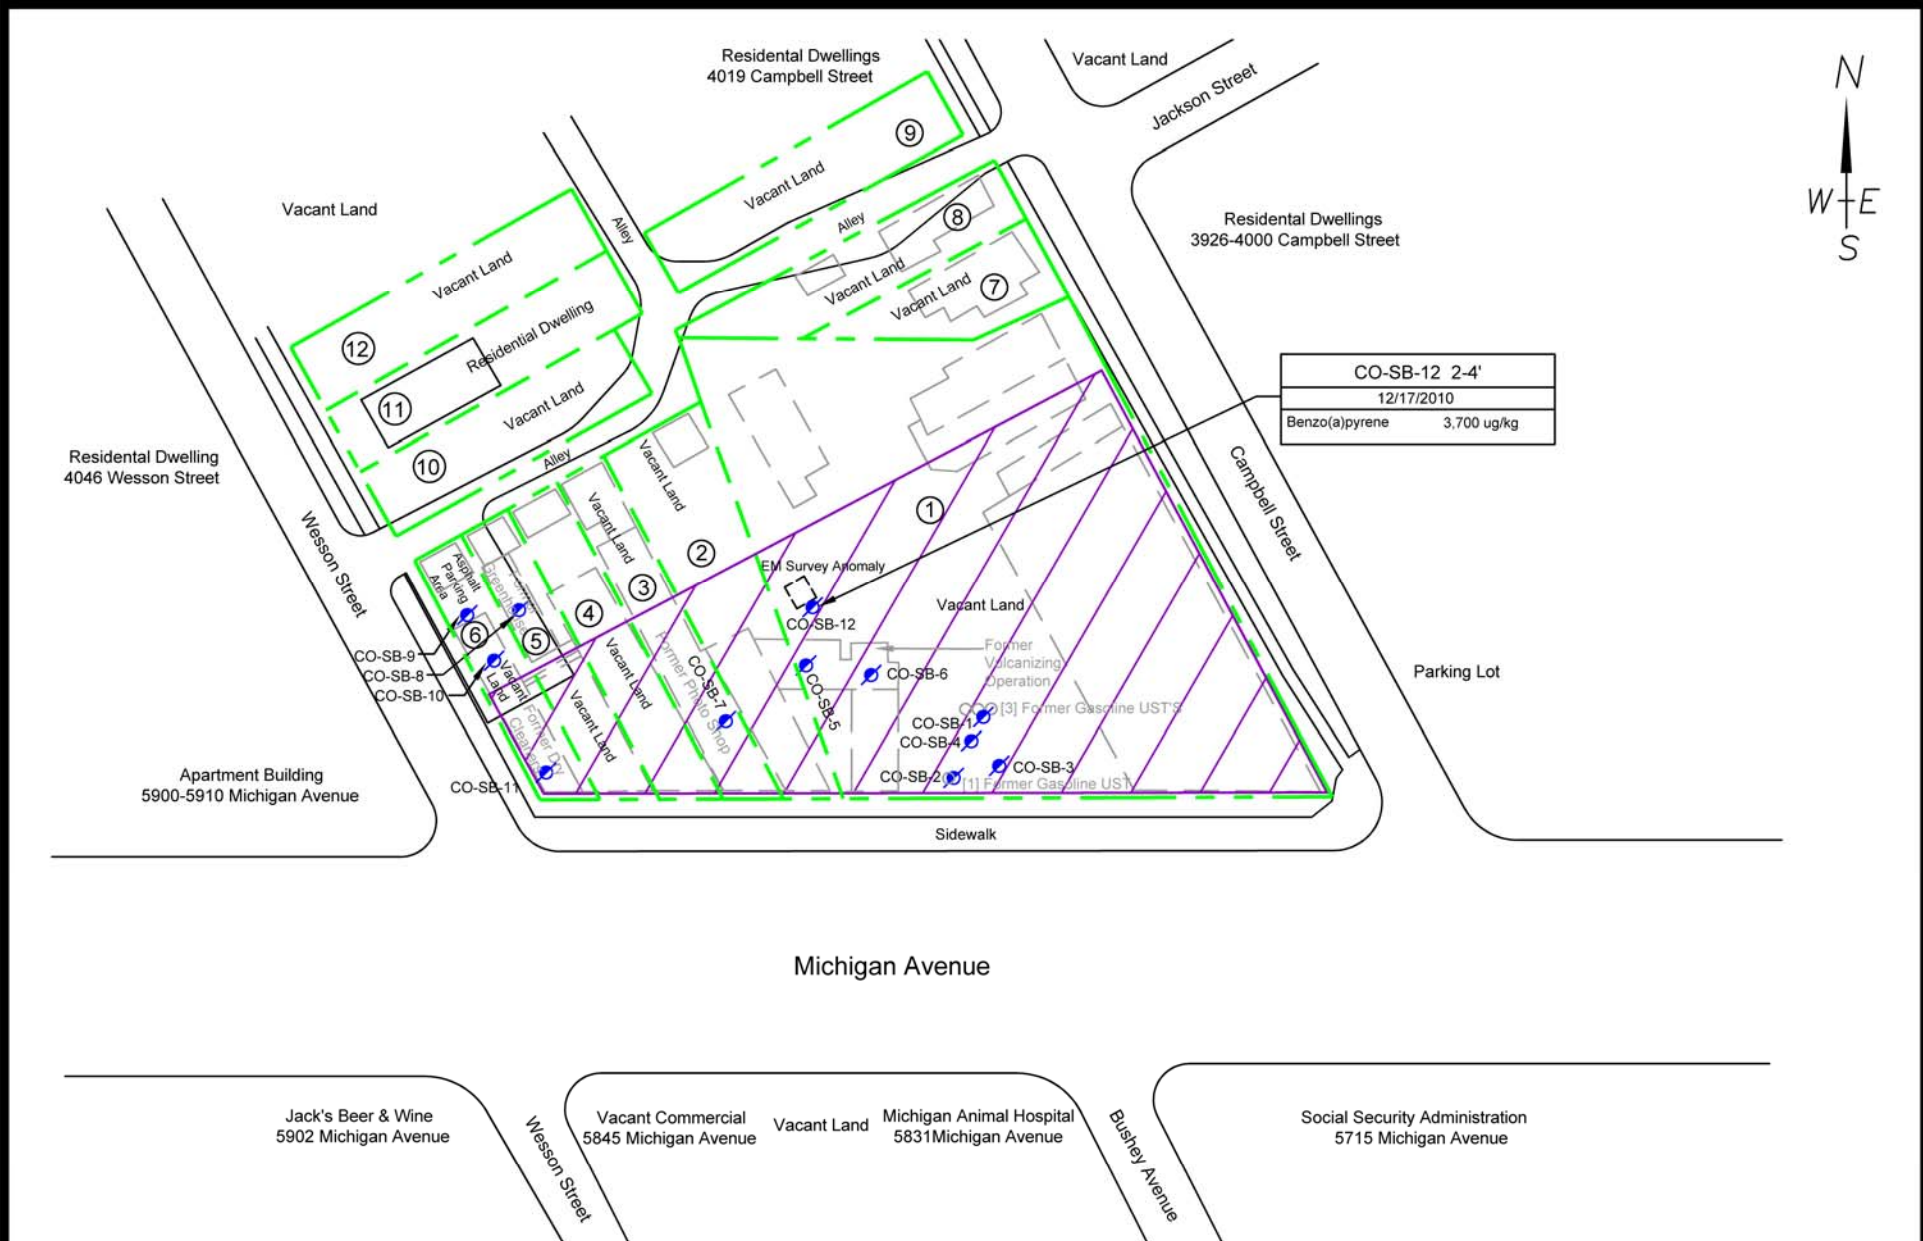 Residental Dwellings
4019 Campbell Street
Vacant Land
Jackson Street
N
W E
S
9
Vacant Land
Vacant Land
Alley
Alley
8
Residental Dwellings
3926-4000 Campbell Street
Vacant Land
Vacant Land
7
Vacant Land
12
Residential Dwelling
11
Vacant Land
10
Alley
CO-SB-12 2-4'
12/17/2010
Benzo(a)pyrene 3,700 ug/kg
Residental Dwelling
4046 Wesson Street
Wesson Street
Campbell Street
Vacant Land
Vacant Land
1
2
3
4
5
6
Asphalt
Parking
Area
Former
Greenhouse
EM Survey Anomaly
CO-SB-12
Vacant Land
Former
Vulcanizing
Operation
CO-SB-9
CO-SB-8
CO-SB-10
Vacant
Land
Vacant Land
Vacant Land
Former Photo Shop
CO-SB-7
CO-SB-5
CO-SB-6
Parking Lot
[3] Former Gasoline UST'S
CO-SB-1
CO-SB-4
CO-SB-3
CO-SB-2
[1] Former Gasoline UST
Former Dry
Cleaners
CO-SB-11
Apartment Building
5900-5910 Michigan Avenue
Sidewalk
Michigan Avenue
Jack's Beer & Wine
5902 Michigan Avenue
Wesson Street
Vacant Commercial
5845 Michigan Avenue
Vacant Land
Michigan Animal Hospital
5831Michigan Avenue
Bushey Avenue
Social Security Administration
5715 Michigan Avenue